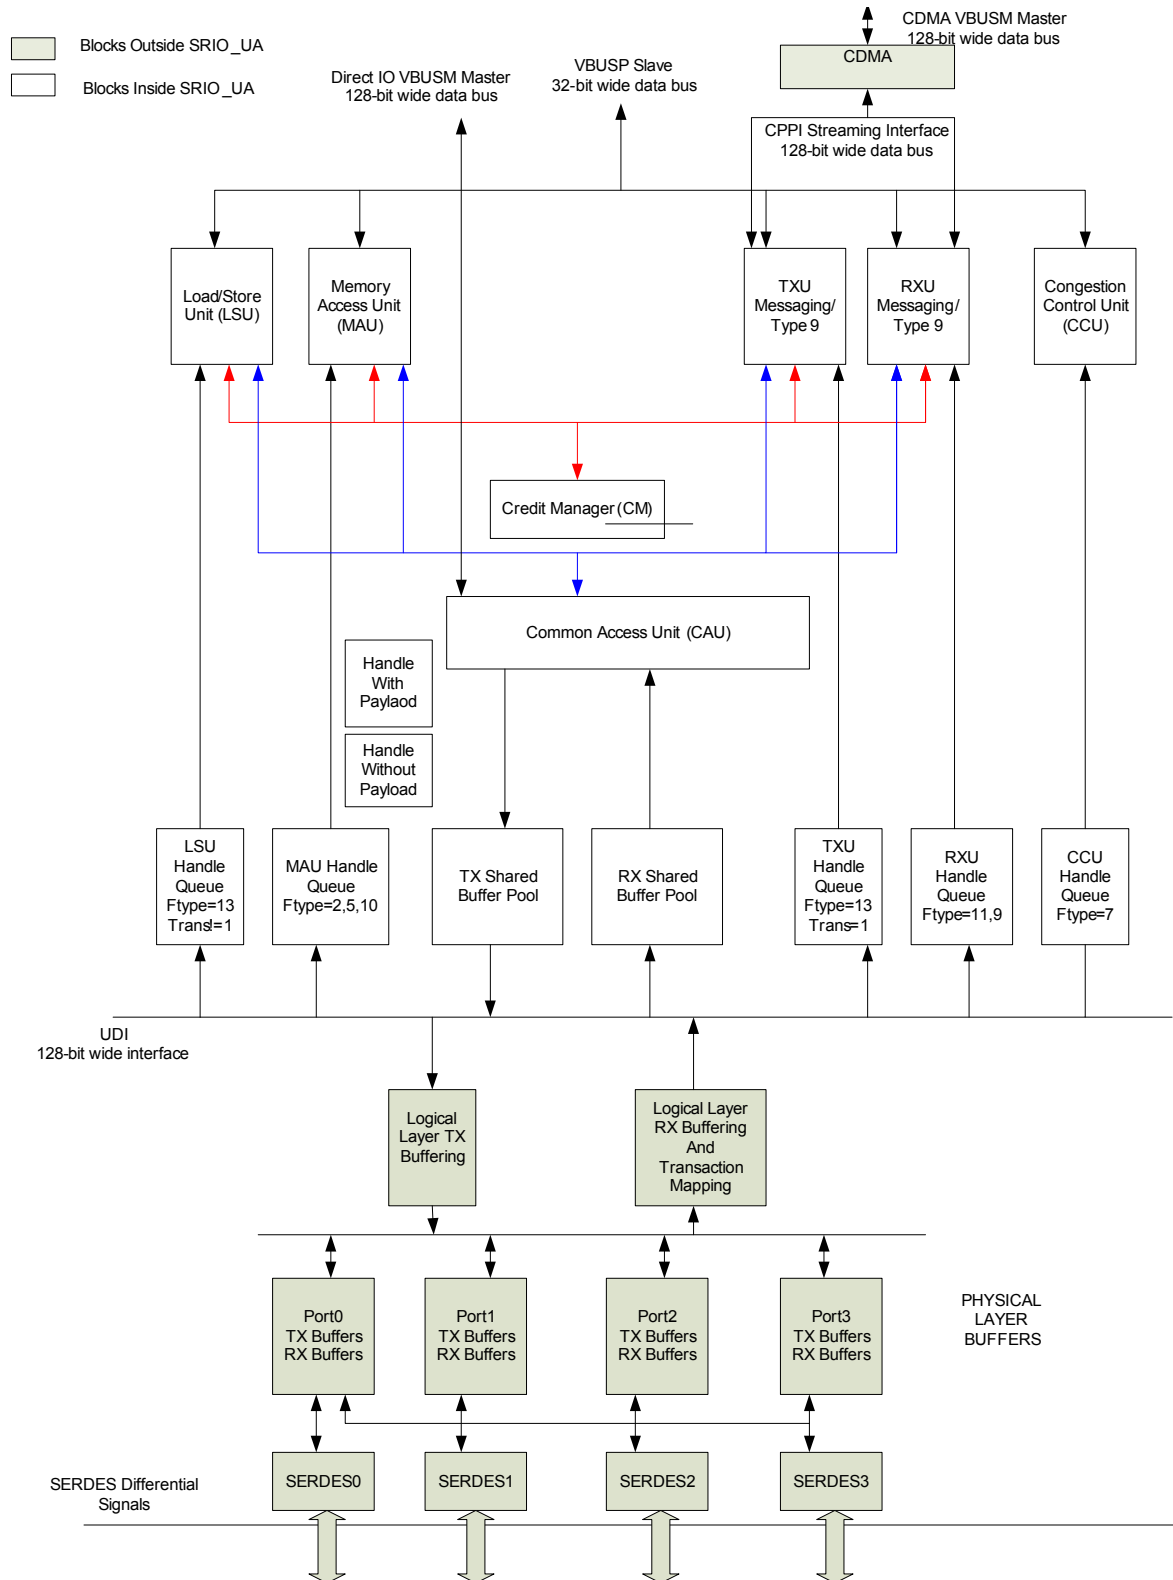 CDMA VBUSM Master
128-bit wide data bus
Blocks Outside SRIO_UA
Blocks Inside SRIO_UA
CDMA
VBUSP Slave
32-bit wide data bus
Direct IO VBUSM Master
128-bit wide data bus
CPPI Streaming Interface
128-bit wide data bus
Load/Store
Unit (LSU)
Memory
Access Unit
(MAU)
TXU
Messaging/
Type 9
RXU
Messaging/
Type 9
Congestion
Control Unit
(CCU)
Credit Manager (CM)
Common Access Unit (CAU)
Handle
With
Paylaod
Handle
Without
Payload
LSU
Handle
Queue
Ftype=13
Trans!=1
MAU Handle
Queue
Ftype=2,5,10
TX Shared
Buffer Pool
RX Shared
Buffer Pool
TXU
Handle
Queue
Ftype=13
Trans=1
RXU
Handle
Queue
Ftype=11,9
CCU
Handle
Queue
Ftype=7
UDI
128-bit wide interface
Logical
Layer TX
Buffering
Logical Layer
RX Buffering
And
Transaction
Mapping
Port0
TX Buffers
RX Buffers
Port1
TX Buffers
RX Buffers
Port2
TX Buffers
RX Buffers
Port3
TX Buffers
RX Buffers
PHYSICAL
LAYER
BUFFERS
SERDES Differential
Signals
SERDES0
SERDES1
SERDES2
SERDES3